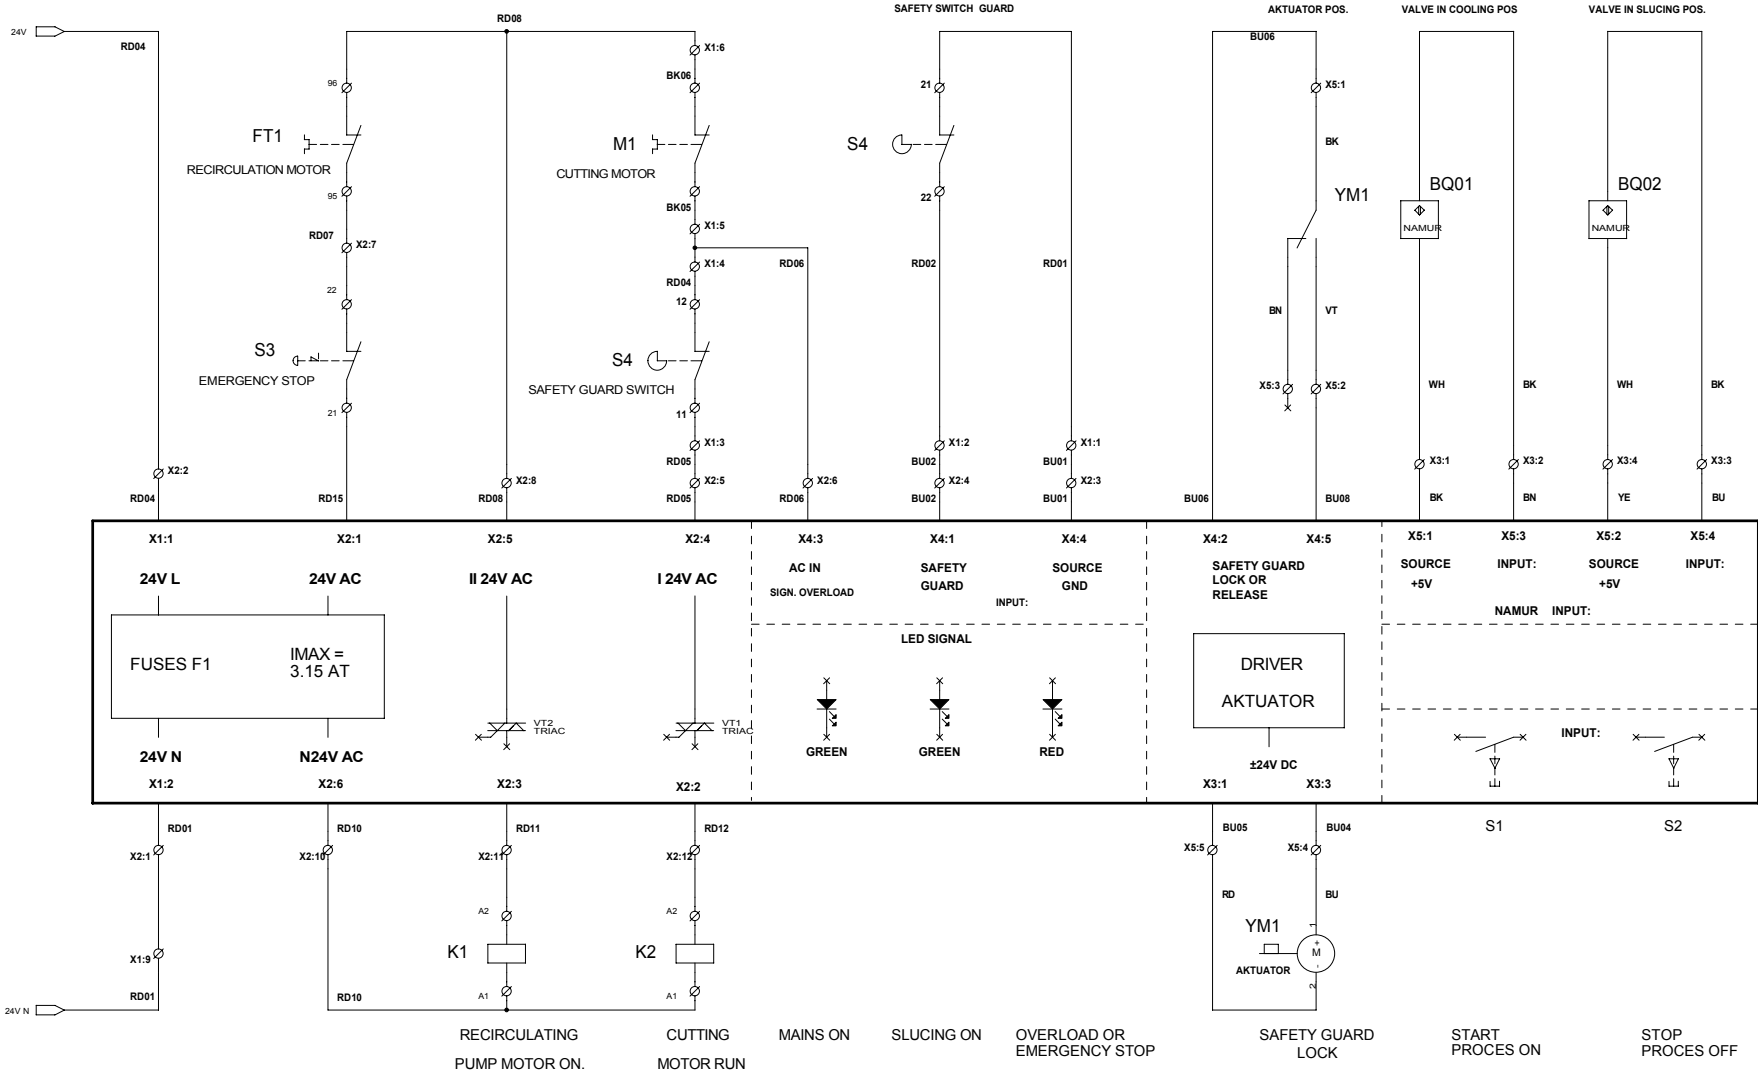 SAFETY SWITCH GUARD
AKTUATOR POS.
VALVE IN COOLING POS
VALVE IN SLUCING POS.
24V
RD04
RD08
BU06
X1:6
BK06
96
21
X5:1
FT1
RECIRCULATION MOTOR
M1
CUTTING MOTOR
S4
BK
95
BK05
22
YM1
BQ01
NAMUR
BQ02
NAMUR
RD07
X2:7
X1:5
X1:4
RD04
RD06
RD02
RD01
22
12
BN
VT
S3
EMERGENCY STOP
S4
SAFETY GUARD SWITCH
X5:3
X5:2
WH
BK
WH
BK
21
11
X1:3
X1:2
X1:1
RD05
BU02
BU01
X3:1
X3:2
X3:4
X3:3
X2:2
X2:8
X2:5
X2:6
X2:4
X2:3
RD04
RD15
RD08
RD05
RD06
BU02
BU01
BU06
BU08
BK
BN
YE
BU
X1:1
X2:1
X2:5
X2:4
X4:3
X4:1
X4:4
X4:2
X4:5
X5:1
X5:3
X5:2
X5:4
24V L
24V AC
II 24V AC
I 24V AC
AC IN
SIGN. OVERLOAD
SAFETY
GUARD
SOURCE
GND
INPUT:
SAFETY GUARD
LOCK OR
RELEASE
SOURCE
+5V
INPUT:
SOURCE
+5V
INPUT:
NAMUR INPUT:
LED SIGNAL
FUSES F1
IMAX =
3.15 AT
DRIVER
AKTUATOR
VT2
TRIAC
VT1
TRIAC
GREEN
GREEN
RED
INPUT:
24V N
N24V AC
±24V DC
X1:2
X2:6
X2:3
X2:2
X3:1
X3:3
RD01
RD10
RD11
RD12
BU05
BU04
S1
S2
X2:1
X2:10
X2:11
X2:12
X5:5
X5:4
RD
BU
A2
A2
1
K1
K2
YM1
AKTUATOR
+
M
-
2
X1:9
A1
A1
RD01
RD10
24V N
RECIRCULATING
PUMP MOTOR ON.
CUTTING
MOTOR RUN
MAINS ON
SLUCING ON
OVERLOAD OR
EMERGENCY STOP
SAFETY GUARD
LOCK
START
PROCES ON
STOP
PROCES OFF